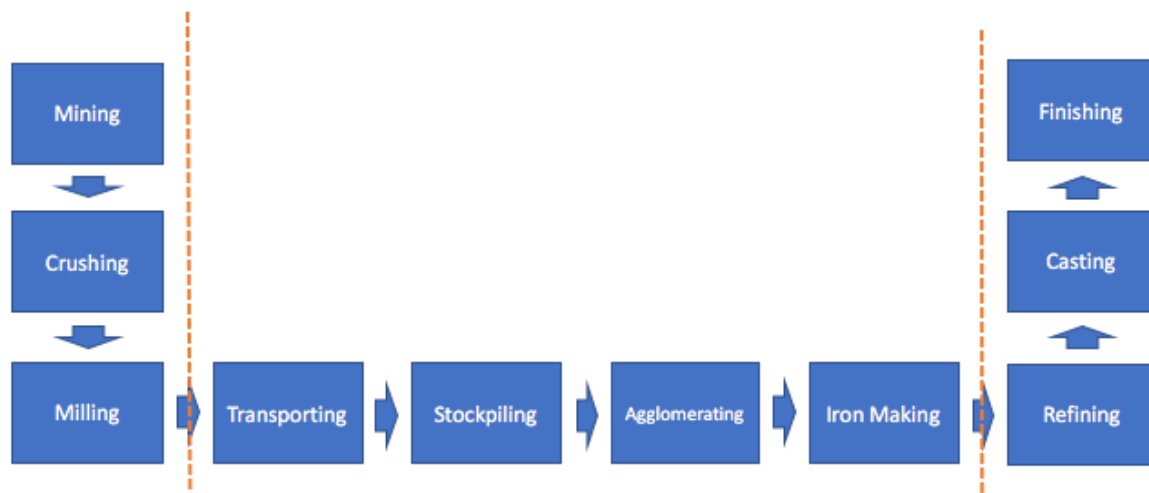 Mining
Crushing
Milling
Transporting
Stockpiling
Agglomerating
Iron Making
Refining
Casting
Finishing